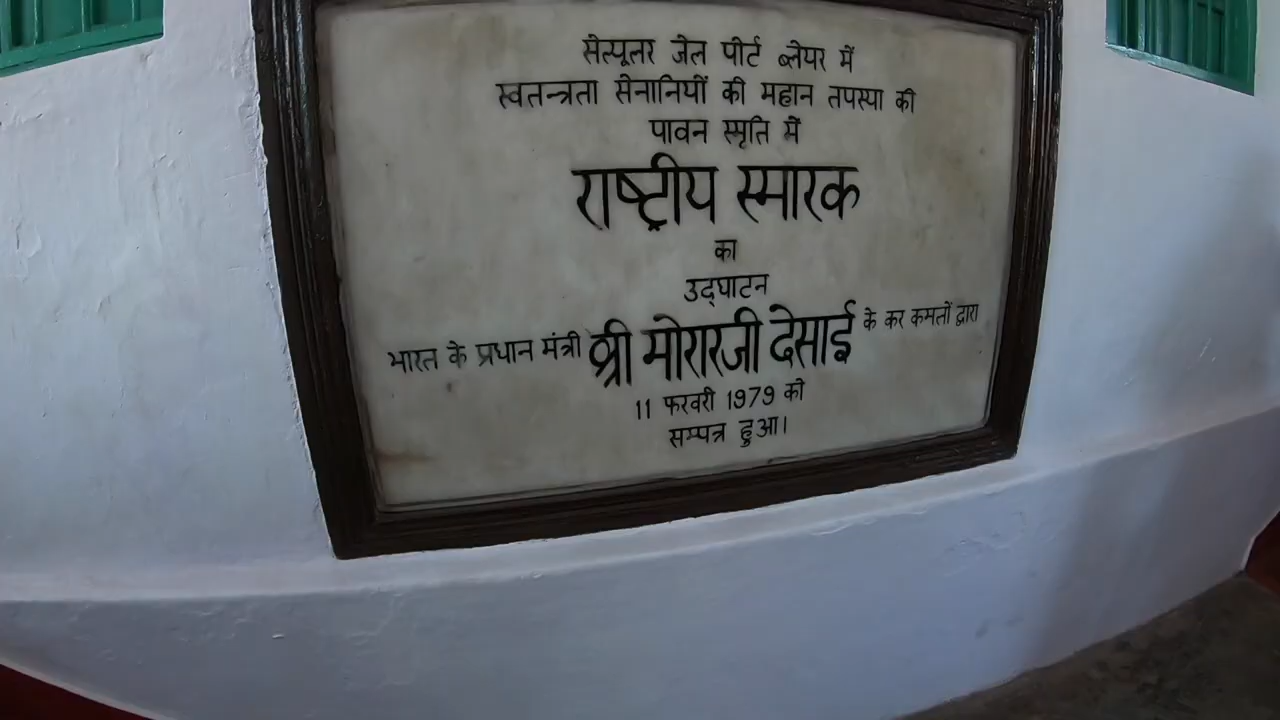 सेल्यूलर जेल पोर्ट ब्लेयर में
स्वतन्त्रता सेनानियों की महान तपस्या की
पावन स्मृति में
राष्ट्रीय स्मारक
का
उद्घाटन
भारत के प्रधान मंत्री श्री मोरारजी देसाई के कर कमलों द्वारा
11 फरवरी 1979 को
सम्पन्न हुआ।